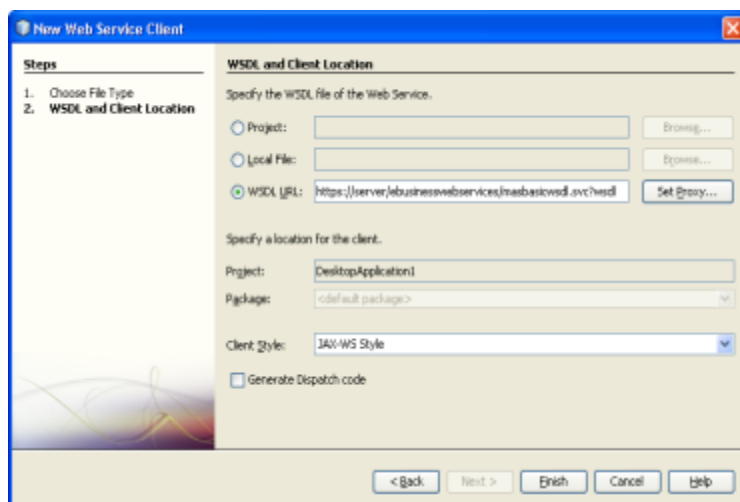 New Web Service Client
Steps
1. Choose File Type
2. WSDL and Client Location
WSDL and Client Location
Specify the WSDL file of the Web Service.
Project:
Browse...
Local File:
Browse...
WSDL URL: https://server/ebusinesswebservices/masbasicwsdl.svc?wsdl Set Proxy...
Specify a location for the client.
Project: DesktopApplication1
Package: <default package>
Client Style: JAX-WS Style
Generate Dispatch code
< Back Next > Finish Cancel Help